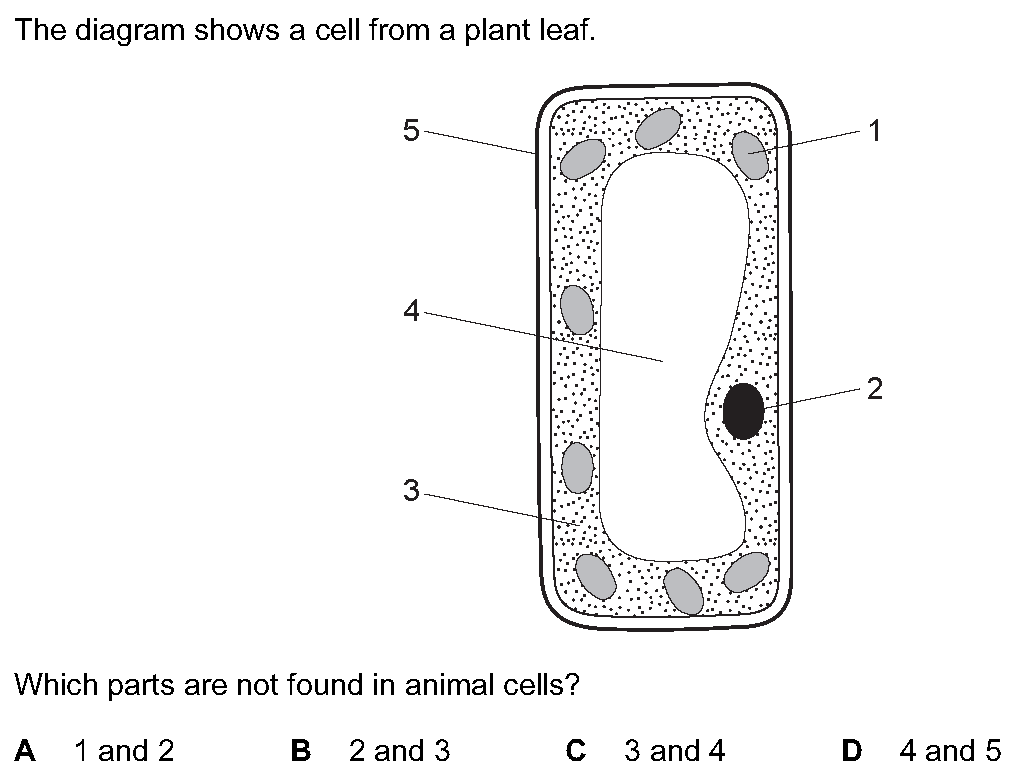 The diagram shows a cell from a plant leaf.
5
1
4
2
3
Which parts are not found in animal cells?
A 1 and 2 B 2 and 3 C 3 and 4 D 4 and 5